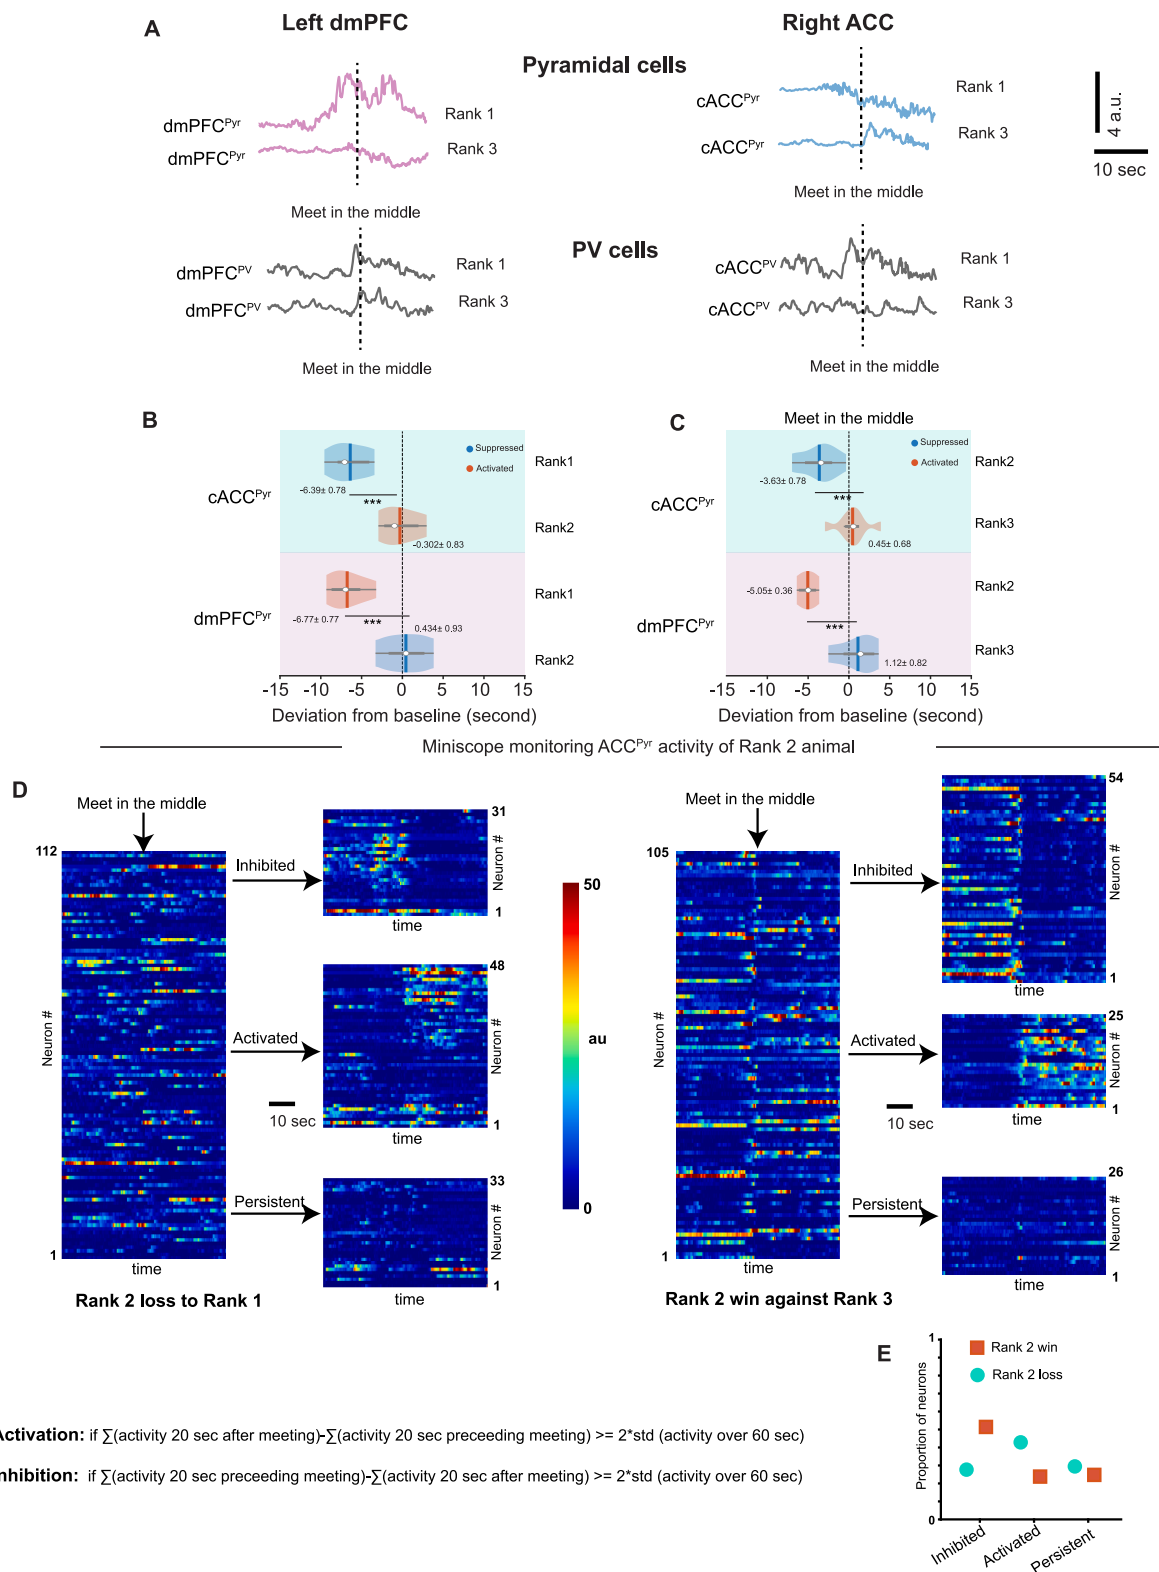 A
Left dmPFC
Right ACC
Pyramidal cells
dmPFCPyr
Rank 1
dmPFCPyr
Rank 3
Meet in the middle
cACCPyr
Rank 1
cACCPyr
Rank 3
Meet in the middle
4 a.u.
10 sec
PV cells
dmPFCPV
Rank 1
dmPFCPV
Rank 3
Meet in the middle
cACCPV
Rank 1
cACCPV
Rank 3
Meet in the middle
B
Suppressed
Activated
cACCPyr
Rank1
-6.39± 0.78
***
Rank2
-0.302± 0.83
dmPFCPyr
Rank1
-6.77± 0.77
***
0.434± 0.93
Rank2
-15 -10 -5 0 5 10 15
Deviation from baseline (second)
C
Meet in the middle
Suppressed
Activated
cACCPyr
Rank2
-3.63± 0.78
***
Rank3
0.45± 0.68
dmPFCPyr
Rank2
-5.05± 0.36
***
Rank3
1.12± 0.82
-15 -10 -5 0 5 10 15
Deviation from baseline (second)
Miniscope monitoring ACCPyr activity of Rank 2 animal
D
Meet in the middle
112
Neuron #
1
time
Rank 2 loss to Rank 1
Inhibited
31
Neuron #
1
time
Activated
48
Neuron #
1
time
10 sec
Persistent
33
Neuron #
1
time
50
au
0
Meet in the middle
105
Neuron #
1
time
Rank 2 win against Rank 3
Inhibited
54
Neuron #
1
time
Activated
25
Neuron #
1
time
10 sec
Persistent
26
Neuron #
1
time
E
1
Proportion of neurons
0
Rank 2 win
Rank 2 loss
Inhibited
Activated
Persistent
Activation: if ∑(activity 20 sec after meeting)-∑(activity 20 sec preceeding meeting) >= 2*std (activity over 60 sec)
nhibition: if ∑(activity 20 sec preceeding meeting)-∑(activity 20 sec after meeting) >= 2*std (activity over 60 sec)